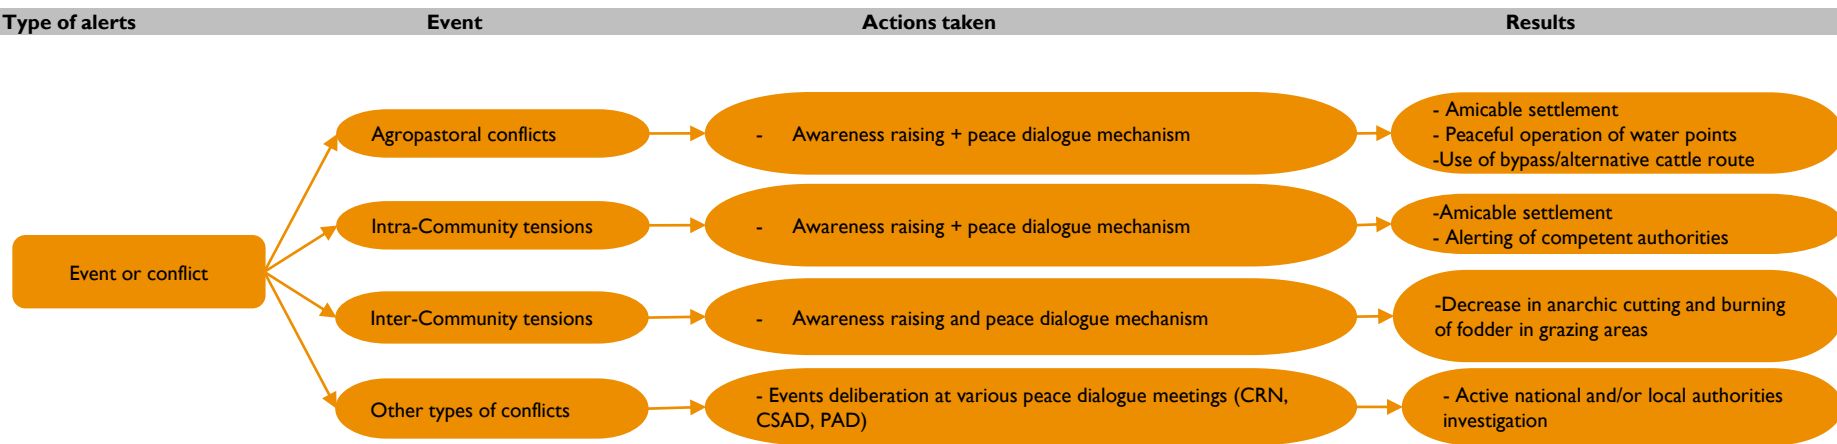 Type of alerts Event Actions taken Results
Agropastoral conflicts
- Awareness raising + peace dialogue mechanism
- Amicable settlement
- Peaceful operation of water points
-Use of bypass/alternative cattle route
Intra-Community tensions
- Awareness raising + peace dialogue mechanism
-Amicable settlement
- Alerting of competent authorities
Event or conflict
Inter-Community tensions
- Awareness raising and peace dialogue mechanism
-Decrease in anarchic cutting and burning
of fodder in grazing areas
Other types of conflicts
- Events deliberation at various peace dialogue meetings (CRN,
CSAD, PAD)
- Active national and/or local authorities
investigation